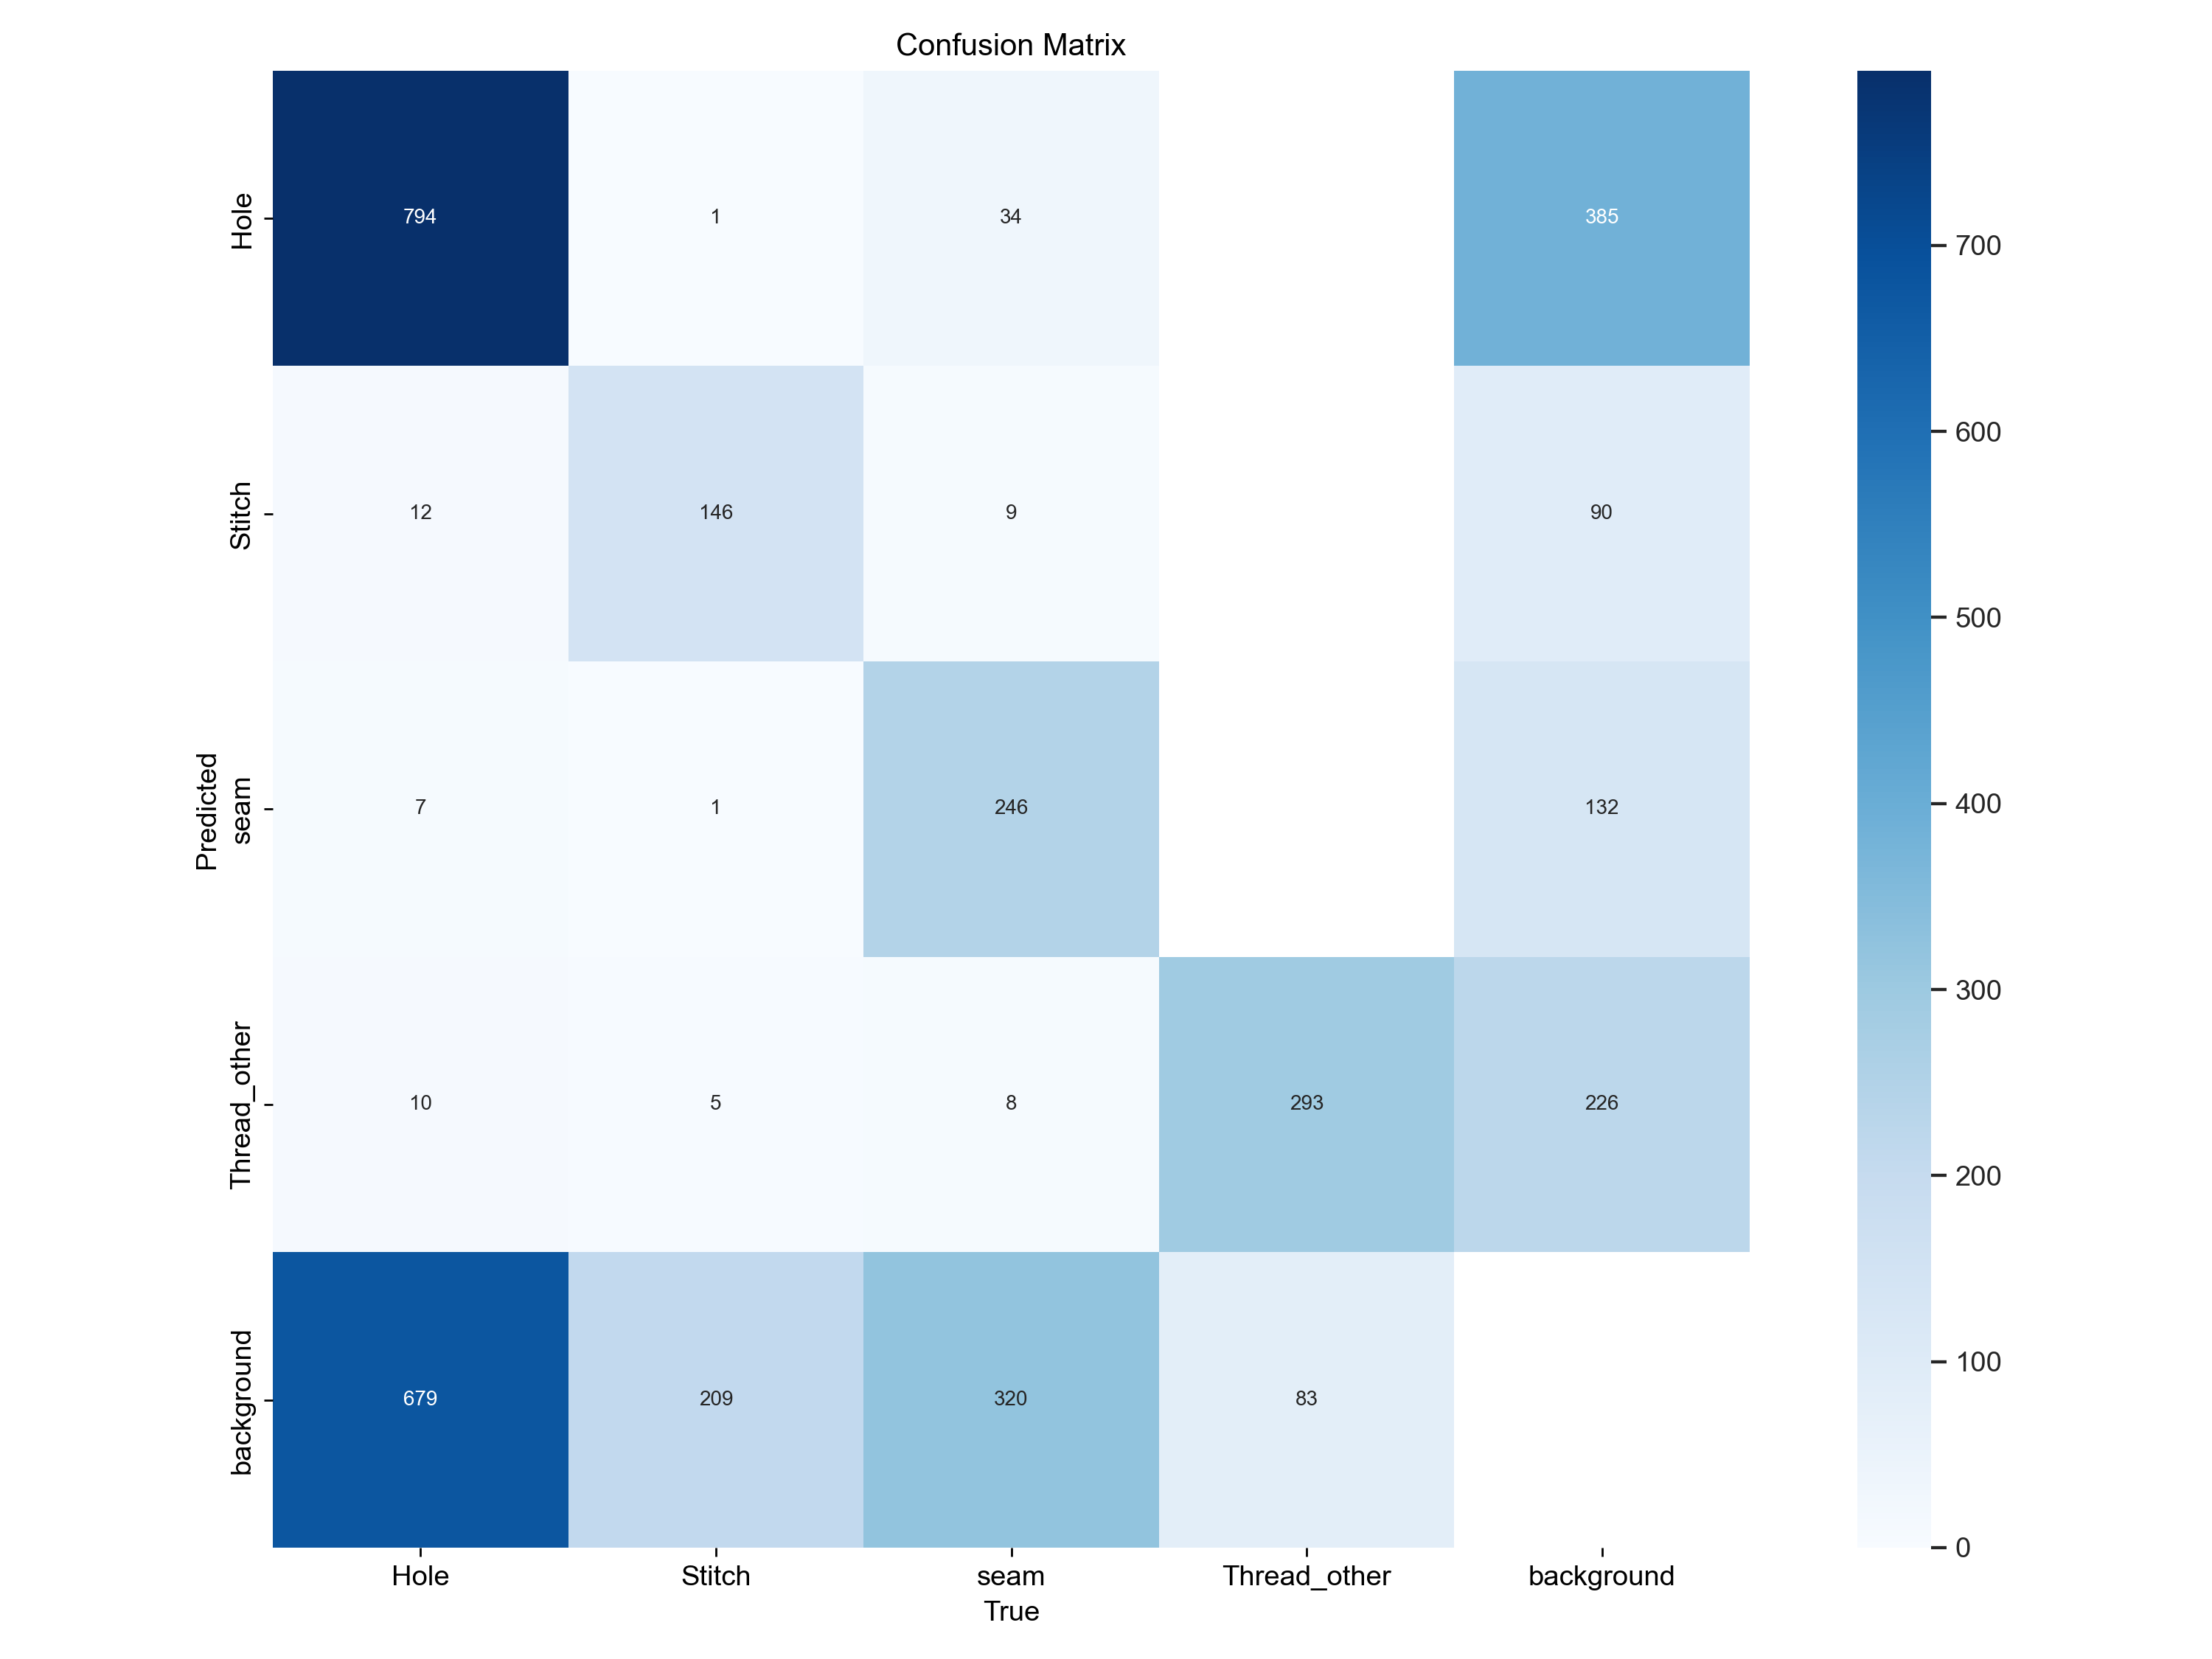 Confusion Matrix
Hole
794
1
34
385
700
600
Stitch
12
146
9
90
500
400
Predicted
seam
7
1
246
132
300
Thread_other
10
5
8
293
226
200
100
background
679
209
320
83
0
Hole
Stitch
seam
Thread_other
background
True